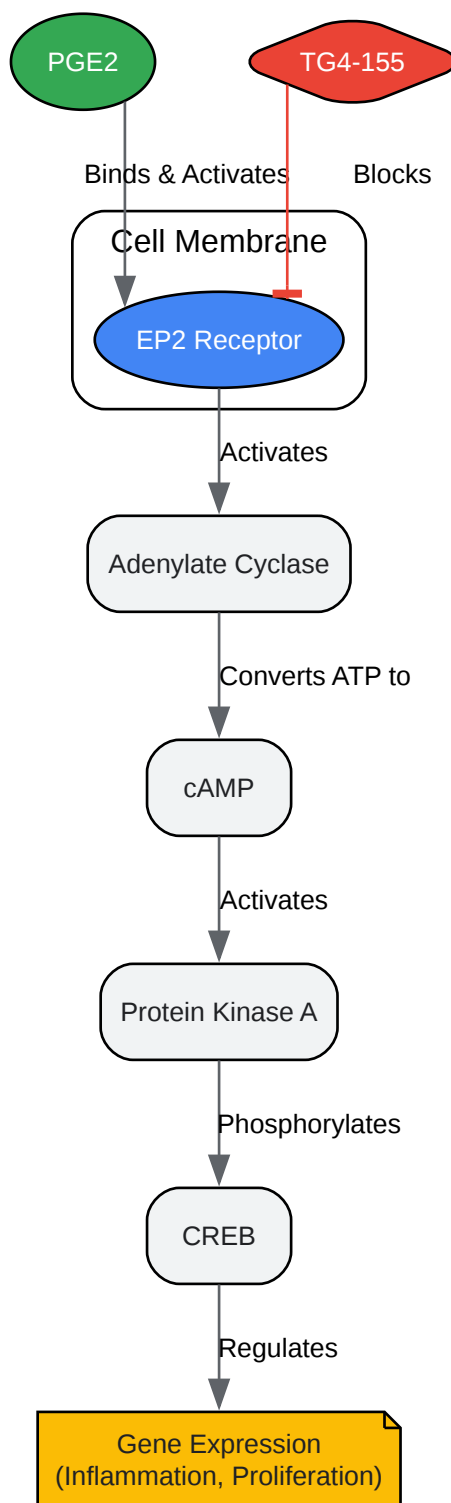 PGE2
TG4-155
Binds & Activates
Blocks
Cell Membrane
EP2 Receptor
Activates
Adenylate Cyclase
Converts ATP to
cAMP
Activates
Protein Kinase A
Phosphorylates
CREB
Regulates
Gene Expression
(Inflammation, Proliferation)